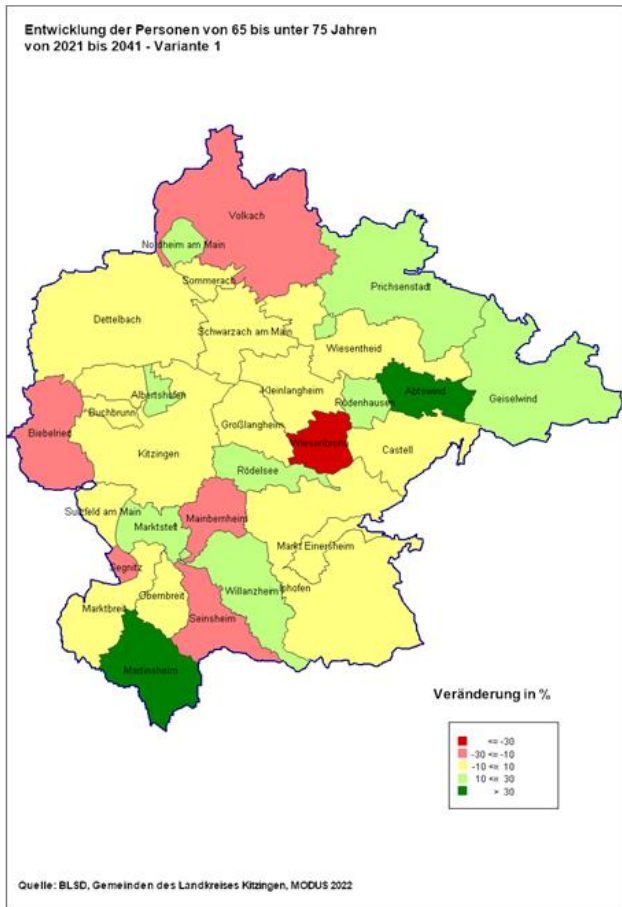 Entwicklung der Personen von 65 bis unter 75 Jahren
von 2021 bis 2041 - Variante 1
Volkach
Nordheim am Main
Sommerach
Prichsenstadt
Dettelbach
Schwarzach am Main
Wiesentheid
Kleinlangheim
Abtswind
Albertshofen
Rüdenhausen
Geiselwind
Buchbrunn
Großlangheim
Biebelried
Wiesenbronn
Kitzingen
Castell
Rödelsee
Sulzfeld am Main
Mainbernheim
Marktsteft
Markt Einersheim
Segnitz
Willanzheim
Iphofen
Obernbreit
Marktbreit
Seinsheim
Martinsheim
Veränderung in %
<= -30
-30 <= -10
-10 <= 10
10 <= 30
> 30
Quelle: BLSD, Gemeinden des Landkreises Kitzingen, MODUS 2022